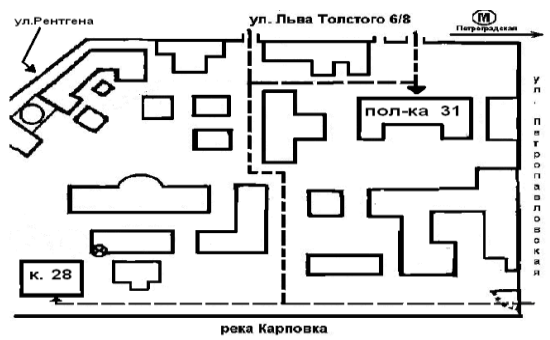 ул.Рентгена
ул. Льва Толстого 6/8
М
Петроградская
пол-ка 31
ул. Петропавловская
к. 28
река Карповка